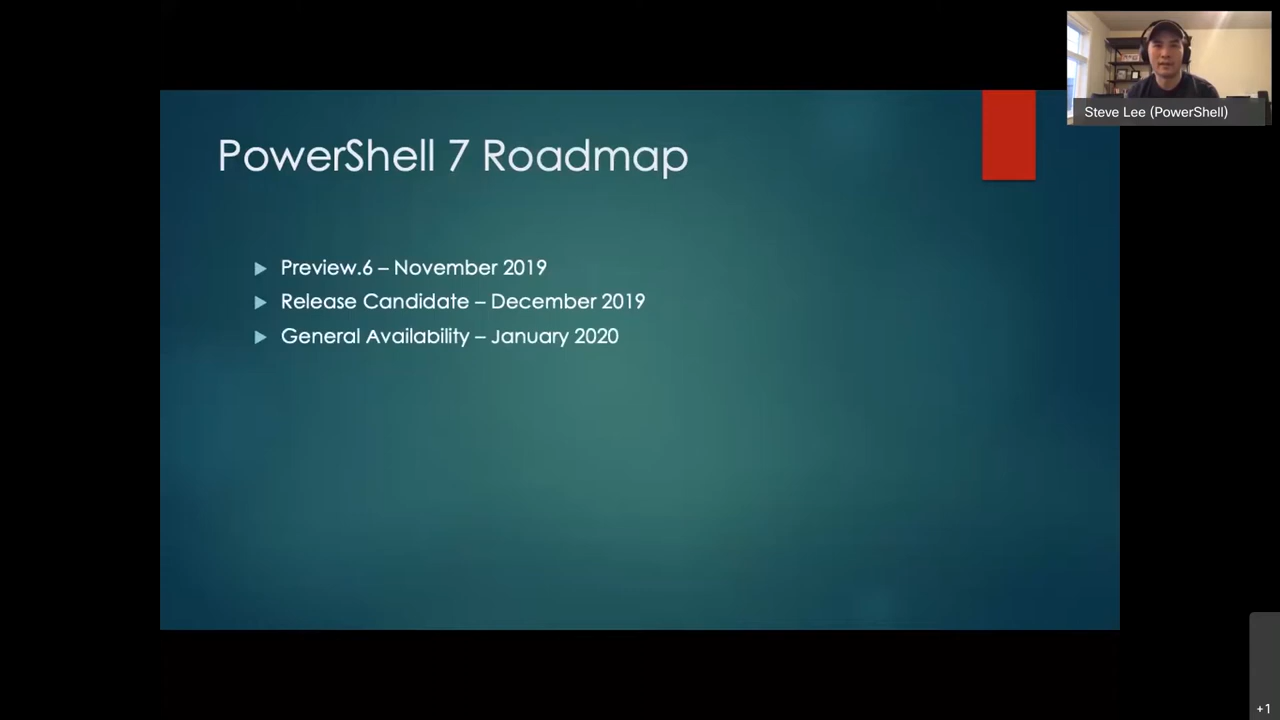 PowerShell 7 Roadmap
Preview.6 – November 2019
Release Candidate – December 2019
General Availability – January 2020
Steve Lee (PowerShell)
+1